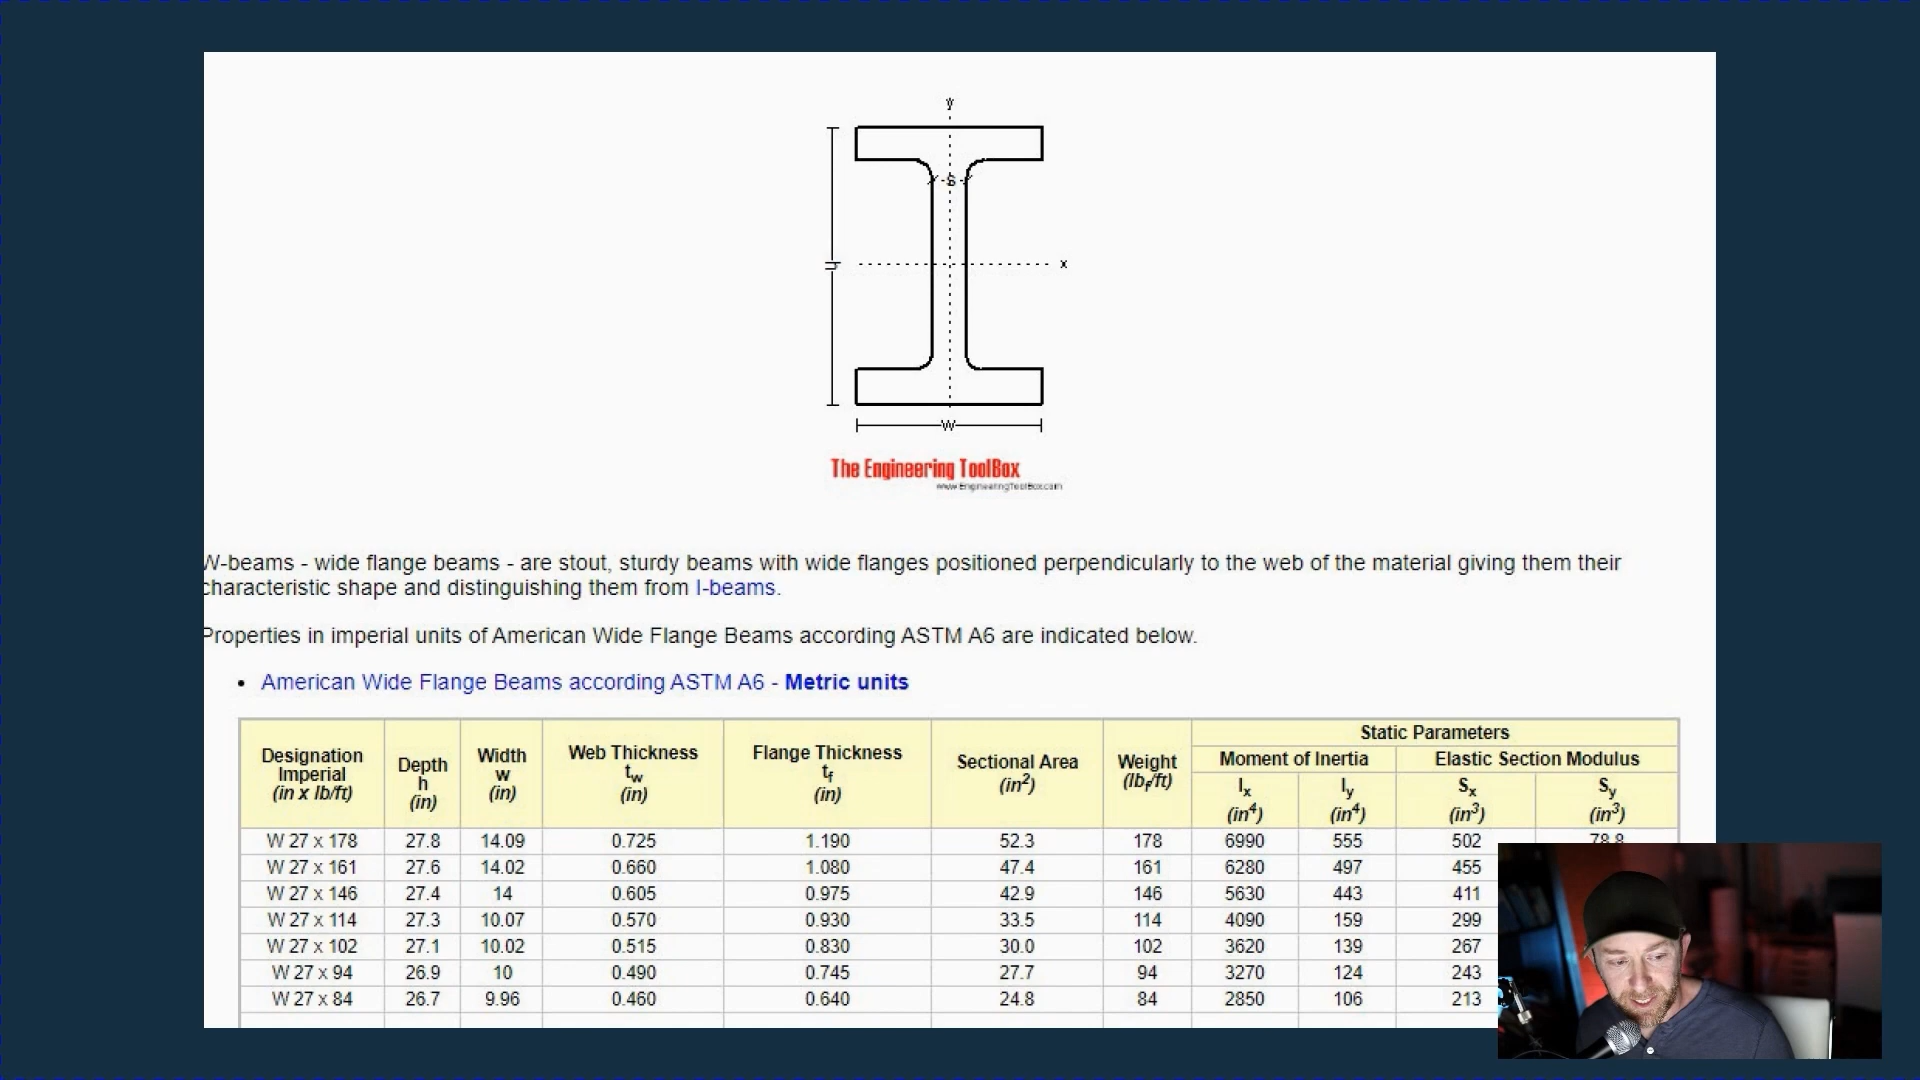 y
S
h
x
W
The Engineering ToolBox
www.EngineeringToolBox.com
W-beams - wide flange beams - are stout, sturdy beams with wide flanges positioned perpendicularly to the web of the material giving them their
characteristic shape and distinguishing them from I-beams.
Properties in imperial units of American Wide Flange Beams according ASTM A6 are indicated below.
• American Wide Flange Beams according ASTM A6 - Metric units
Designation Imperial (in x lb/ft) Depth h (in) Width w (in) Web Thickness tw (in) Flange Thickness tf (in) Sectional Area (in2) Weight (lbf/ft) Static Parameters
Moment of Inertia Elastic Section Modulus
Ix (in4) Iy (in4) Sx (in3) Sy (in3)
W 27 x 178 27.8 14.09 0.725 1.190 52.3 178 6990 555 502 78.8
W 27 x 161 27.6 14.02 0.660 1.080 47.4 161 6280 497 455
W 27 x 146 27.4 14 0.605 0.975 42.9 146 5630 443 411
W 27 x 114 27.3 10.07 0.570 0.930 33.5 114 4090 159 299
W 27 x 102 27.1 10.02 0.515 0.830 30.0 102 3620 139 267
W 27 x 94 26.9 10 0.490 0.745 27.7 94 3270 124 243
W 27 x 84 26.7 9.96 0.460 0.640 24.8 84 2850 106 213